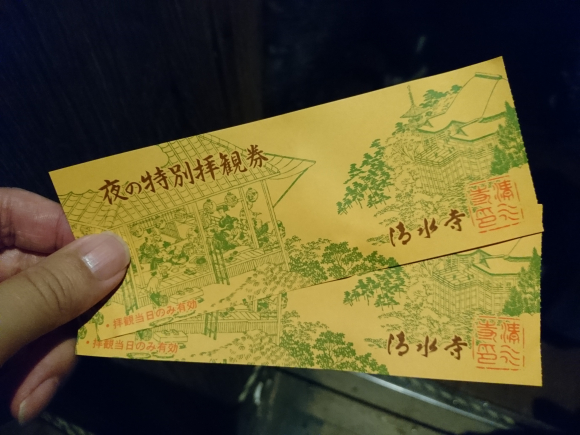 夜の特別拝観券
清水寺
・拝観当日のみ有効
清水寺
・拝観当日のみ有効